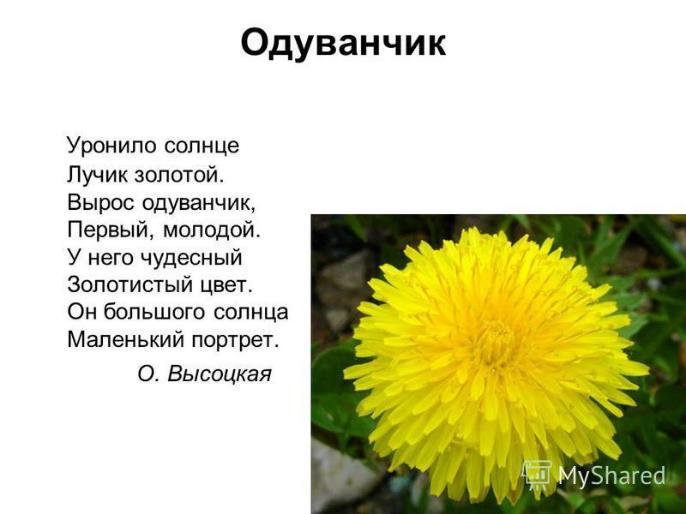 Одуванчик
Уронило солнце
Лучик золотой.
Вырос одуванчик,
Первый, молодой.
У него чудесный
Золотистый цвет.
Он большого солнца
Маленький портрет.
О. Высоцкая
MyShared